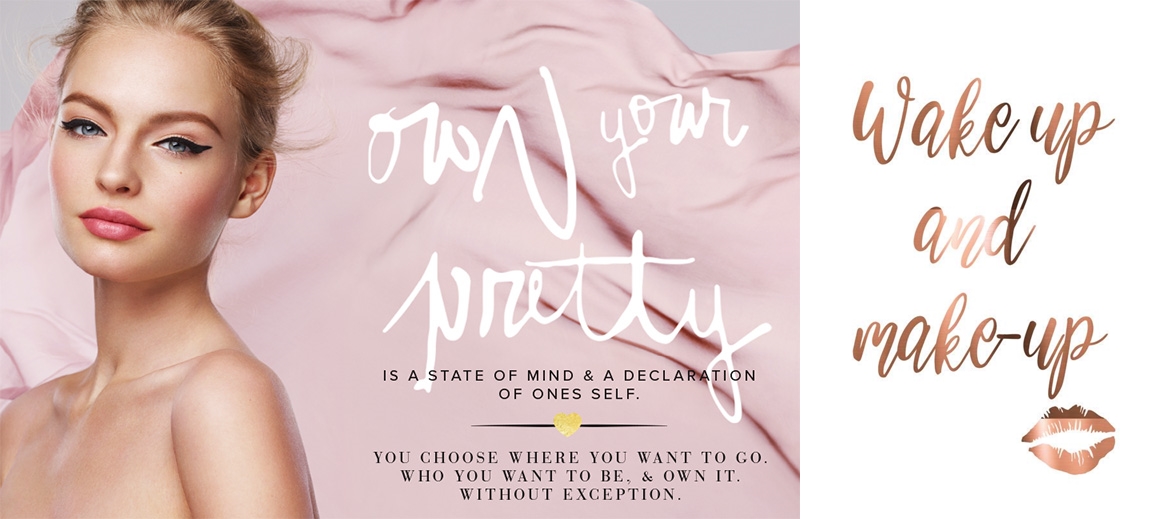 own your
pretty
IS A STATE OF MIND & A DECLARATION
OF ONES SELF.
YOU CHOOSE WHERE YOU WANT TO GO.
WHO YOU WANT TO BE, & OWN IT.
WITHOUT EXCEPTION.
Wake up
and
make-up